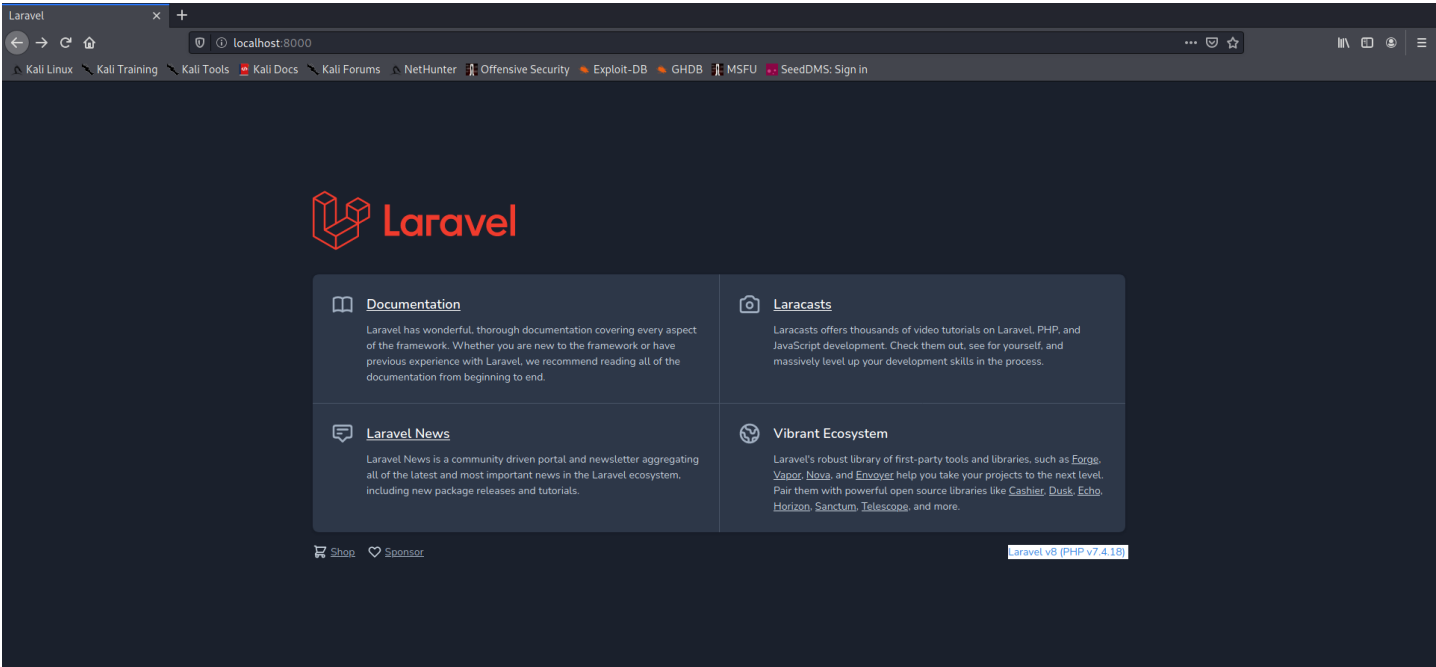 Laravel
localhost:8000
Kali Linux Kali Training Kali Tools Kali Docs Kali Forums NetHunter Offensive Security Exploit-DB GHDB MSFU SeedDMS: Sign in
Laravel
Documentation
Laravel has wonderful, thorough documentation covering every aspect
of the framework. Whether you are new to the framework or have
previous experience with Laravel, we recommend reading all of the
documentation from beginning to end.
Laracasts
Laracasts offers thousands of video tutorials on Laravel, PHP, and
JavaScript development. Check them out, see for yourself, and
massively level up your development skills in the process.
Laravel News
Laravel News is a community driven portal and newsletter aggregating
all of the latest and most important news in the Laravel ecosystem,
including new package releases and tutorials.
Vibrant Ecosystem
Laravel's robust library of first-party tools and libraries, such as Forge,
Vapor, Nova, and Envoyer help you take your projects to the next level.
Pair them with powerful open source libraries like Cashier, Dusk, Echo,
Horizon, Sanctum, Telescope, and more.
Shop Sponsor
Laravel v8 (PHP v7.4.18)